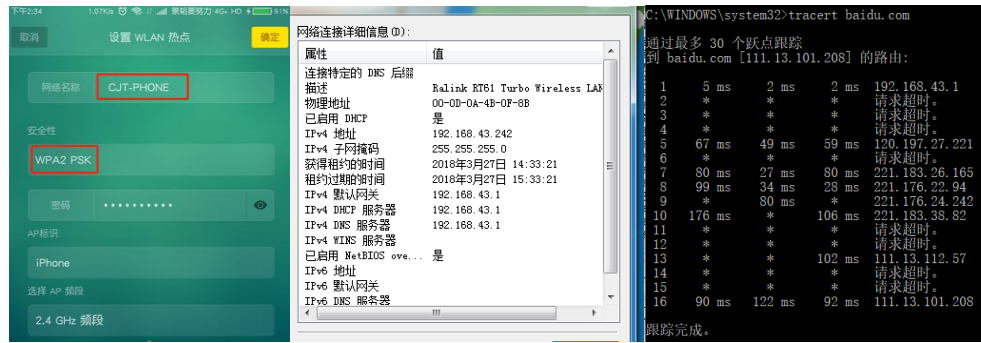 下午2:34 1.07K/s 莱铂要努力 4G+ HD 91%
取消 设置 WLAN 热点 确定
网络名称 CJT-PHONE
安全性
WPA2 PSK
密码 ••••••••••
AP标识
iPhone
选择 AP 频段
2.4 GHz 频段
网络连接详细信息(D):
属性 值
连接特定的 DNS 后缀
描述 Ralink RT61 Turbo Wireless LAN
物理地址 00-0D-0A-4B-0F-8B
已启用 DHCP 是
IPv4 地址 192.168.43.242
IPv4 子网掩码 255.255.255.0
获得租约的时间 2018年3月27日 14:33:21
租约过期的时间 2018年3月27日 15:33:21
IPv4 默认网关 192.168.43.1
IPv4 DHCP 服务器 192.168.43.1
IPv4 DNS 服务器 192.168.43.1
IPv4 WINS 服务器
已启用 NetBIOS ove... 是
IPv6 地址
IPv6 默认网关
IPv6 DNS 服务器
C:\WINDOWS\system32>tracert baidu.com
通过最多 30 个跃点跟踪
到 baidu.com [111.13.101.208] 的路由:
1 5 ms 2 ms 2 ms 192.168.43.1
2 * * * 请求超时。
3 * * * 请求超时。
4 * * * 请求超时。
5 67 ms 49 ms 59 ms 120.197.27.221
6 * * * 请求超时。
7 80 ms 27 ms 80 ms 221.183.26.165
8 99 ms 34 ms 28 ms 221.176.22.94
9 * 80 ms * 221.176.24.242
10 176 ms * 106 ms 221.183.38.82
11 * * * 请求超时。
12 * * * 请求超时。
13 * * 102 ms 111.13.112.57
14 * * * 请求超时。
15 * * * 请求超时。
16 90 ms 122 ms 92 ms 111.13.101.208
跟踪完成。